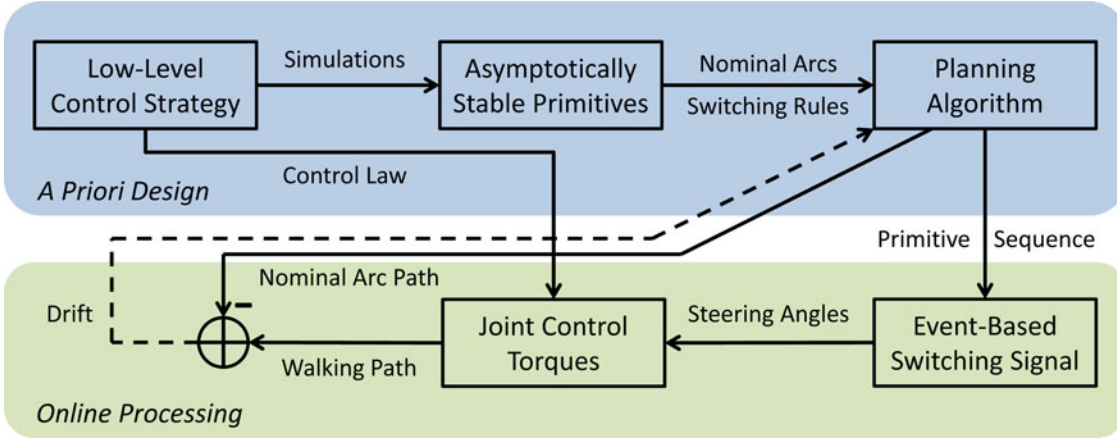 Low-Level
Control Strategy
Simulations
Asymptotically
Stable Primitives
Nominal Arcs
Switching Rules
Planning
Algorithm
Control Law
A Priori Design
Primitive Sequence
Nominal Arc Path
Drift
Walking Path
Joint Control
Torques
Steering Angles
Event-Based
Switching Signal
Online Processing